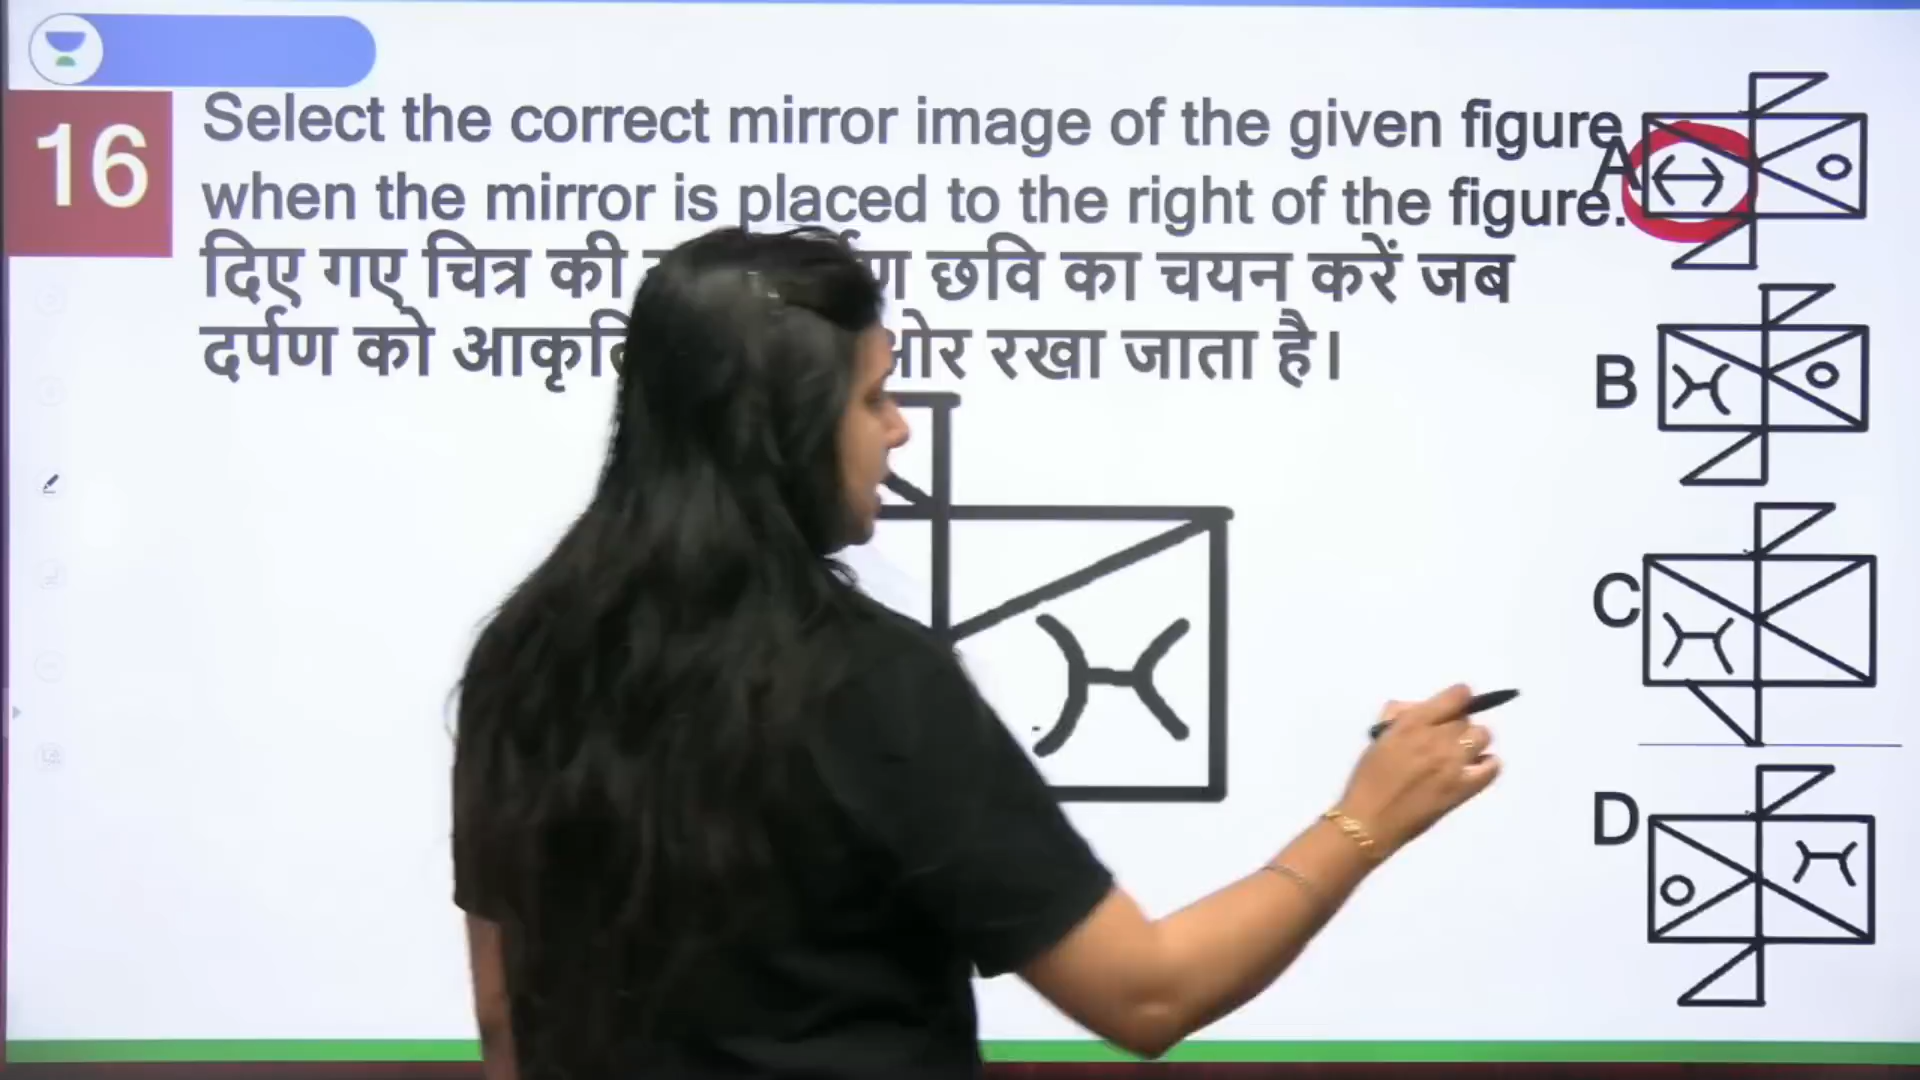 16
Select the correct mirror image of the given figure
when the mirror is placed to the right of the figure.
दिए गए चित्र की छवि का चयन करें जब
दर्पण को ओर रखा जाता है।
A
B
C
D